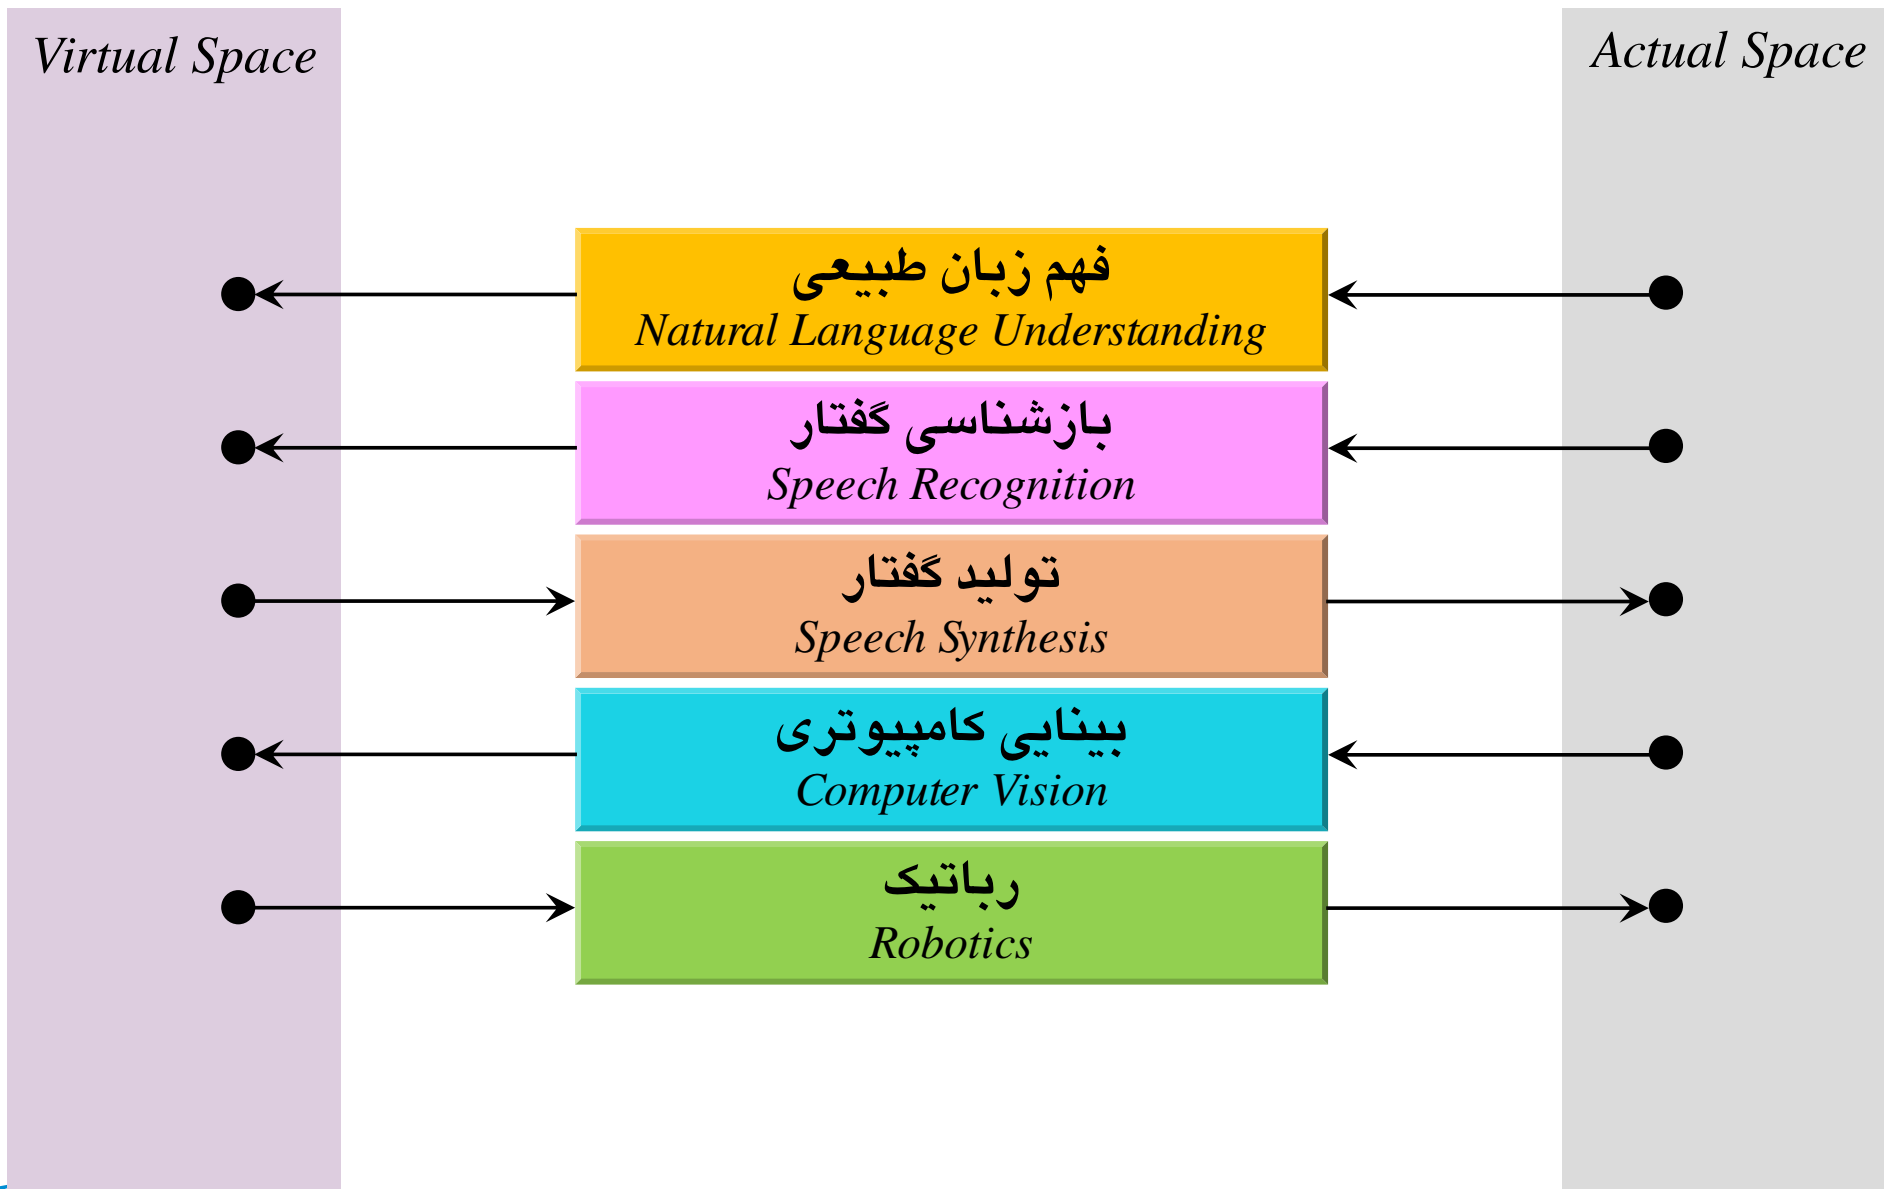 Virtual Space
Actual Space
فهم زبان طبیعی
Natural Language Understanding
بازشناسی گفتار
Speech Recognition
تولید گفتار
Speech Synthesis
بینایی کامپیوتری
Computer Vision
رباتیک
Robotics